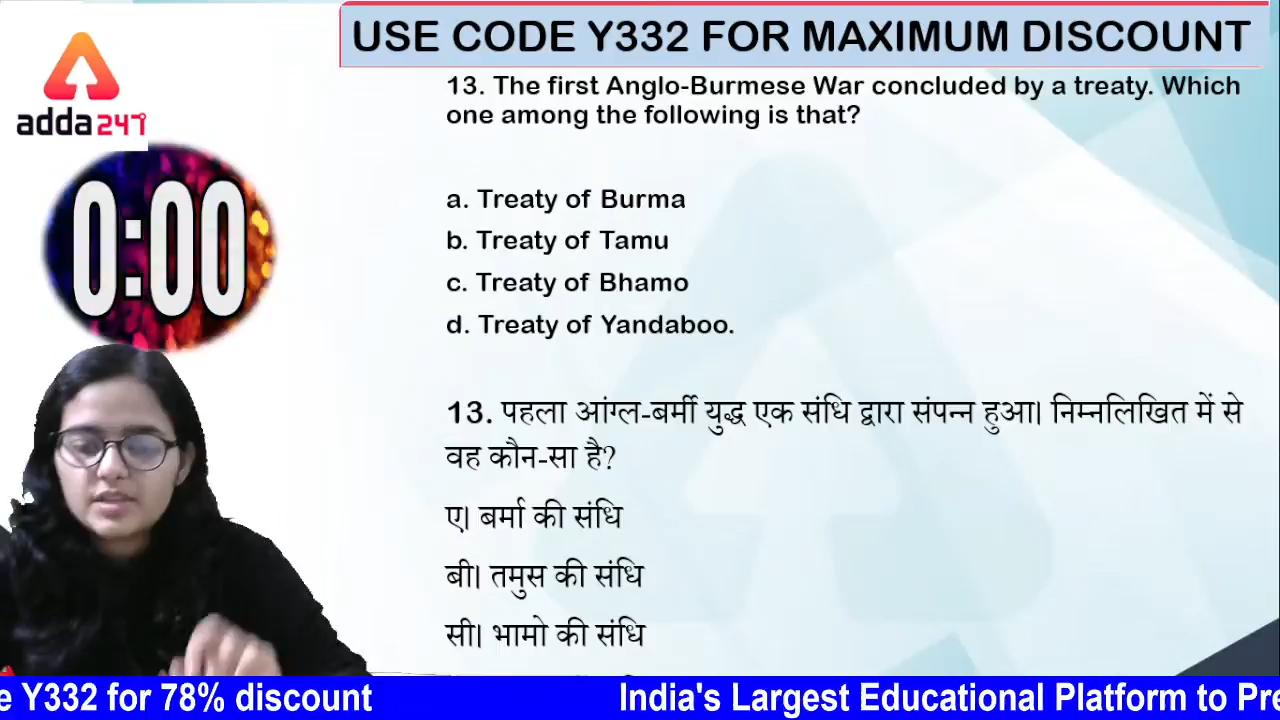 USE CODE Y332 FOR MAXIMUM DISCOUNT
adda247
0:00
13. The first Anglo-Burmese War concluded by a treaty. Which
one among the following is that?
a. Treaty of Burma
b. Treaty of Tamu
c. Treaty of Bhamo
d. Treaty of Yandaboo.
13. पहला आंग्ल-बर्मी युद्ध एक संधि द्वारा संपन्न हुआ। निम्नलिखित में से
वह कौन-सा है?
ए। बर्मा की संधि
बी। तमुस की संधि
सी। भामो की संधि
e Y332 for 78% discount India's Largest Educational Platform to Pre